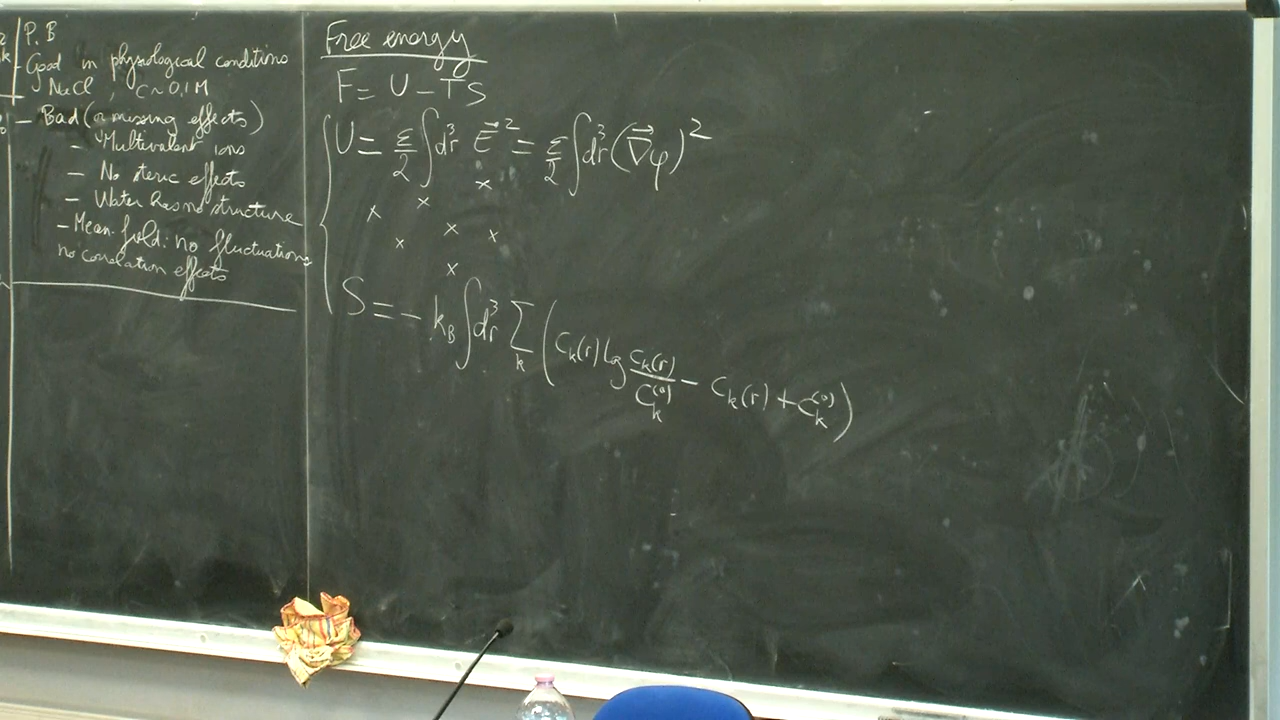 P.B
- Good in physiological conditions
NaCl, C ~ 0,1 M
- Bad (or missing effects)
- Multivalent ions
- No steric effects
- Water has no structure
- Mean field: no fluctuations
no correlation effects
Free energy
F = U - TS
U = ε/2 ∫ d³r E⃗² = ε/2 ∫ d³r (∇⃗φ)²
S = - k_B ∫ d³r Σ_k ( C_k(r) log C_k(r)/C_k^(0) - C_k(r) + C_k^(0) )